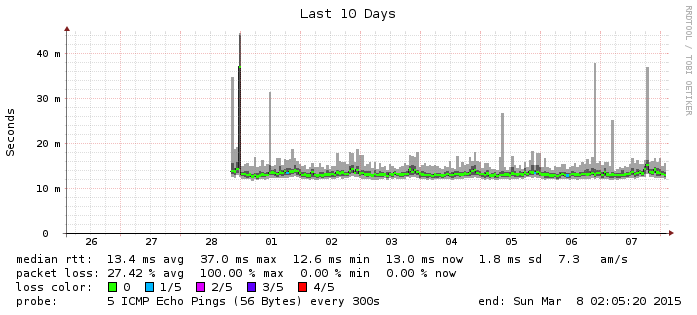 Last 10 Days
RRDTOOL / TOBI OETIKER
Seconds
40 m
30 m
20 m
10 m
0
26 27 28 01 02 03 04 05 06 07
median rtt: 13.4 ms avg 37.0 ms max 12.6 ms min 13.0 ms now 1.8 ms sd 7.3 am/s
packet loss: 27.42 % avg 100.00 % max 0.00 % min 0.00 % now
loss color: 0 1/5 2/5 3/5 4/5
probe: 5 ICMP Echo Pings (56 Bytes) every 300s end: Sun Mar 8 02:05:20 2015